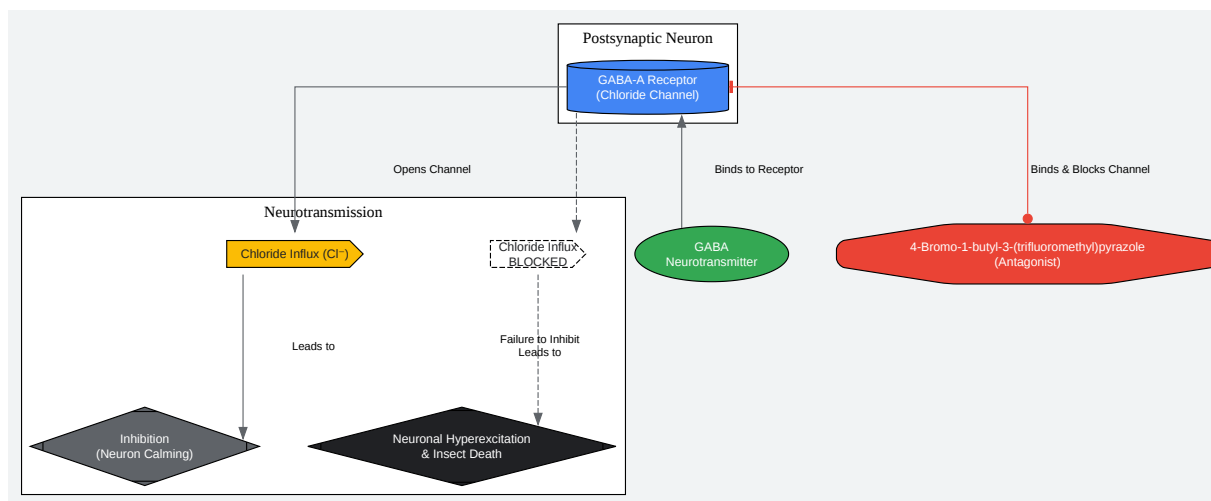 Postsynaptic Neuron
GABA-A Receptor
(Chloride Channel)
Opens Channel
Binds to Receptor
Binds & Blocks Channel
Neurotransmission
Chloride Influx (Cl⁻)
Chloride Influx
BLOCKED
GABA
Neurotransmitter
4-Bromo-1-butyl-3-(trifluoromethyl)pyrazole
(Antagonist)
Leads to
Failure to Inhibit
Leads to
Inhibition
(Neuron Calming)
Neuronal Hyperexcitation
& Insect Death